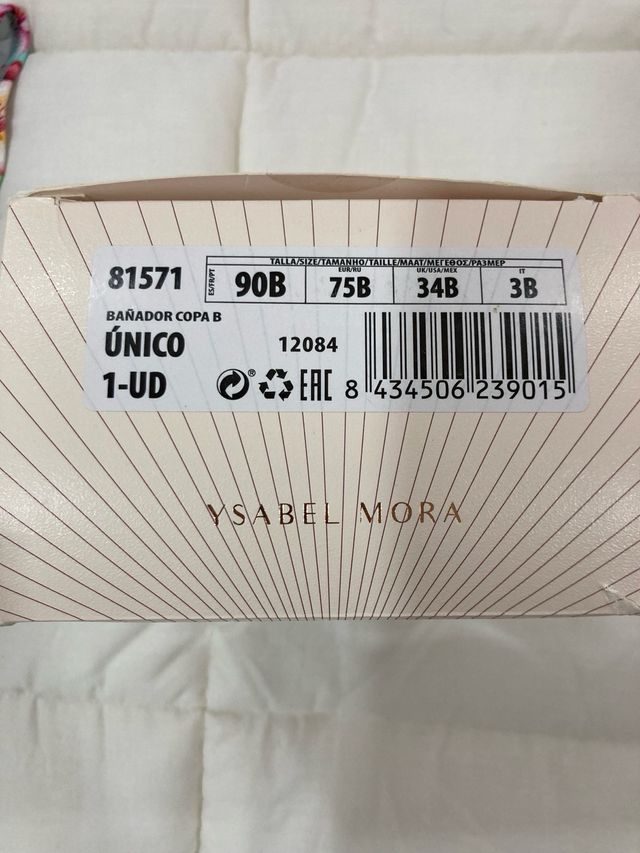 TALLA/SIZE/TAMANHO/TAILLE/MAAT/ΜΕΓΕΘΟΣ/РАЗМЕР
81571 ES/FR/PT 90B EUR/RU 75B UK/USA/MEX 34B IT 3B
BAÑADOR COPA B
ÚNICO 12084
1-UD ® EAC 8 434506 239015
YSABEL MORA